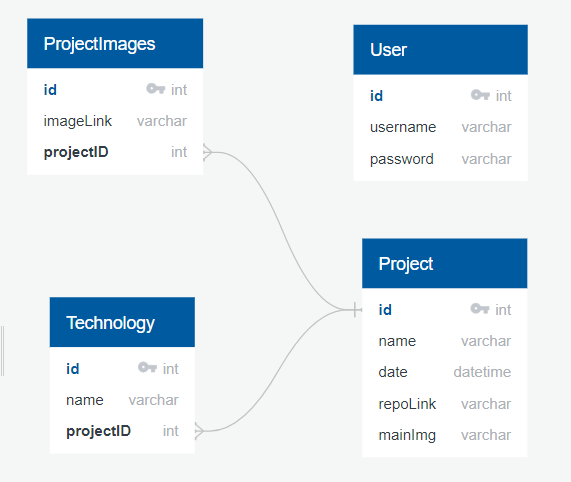 ProjectImages
id int
imageLink varchar
projectID int
User
id int
username varchar
password varchar
Technology
id int
name varchar
projectID int
Project
id int
name varchar
date datetime
repoLink varchar
mainImg varchar